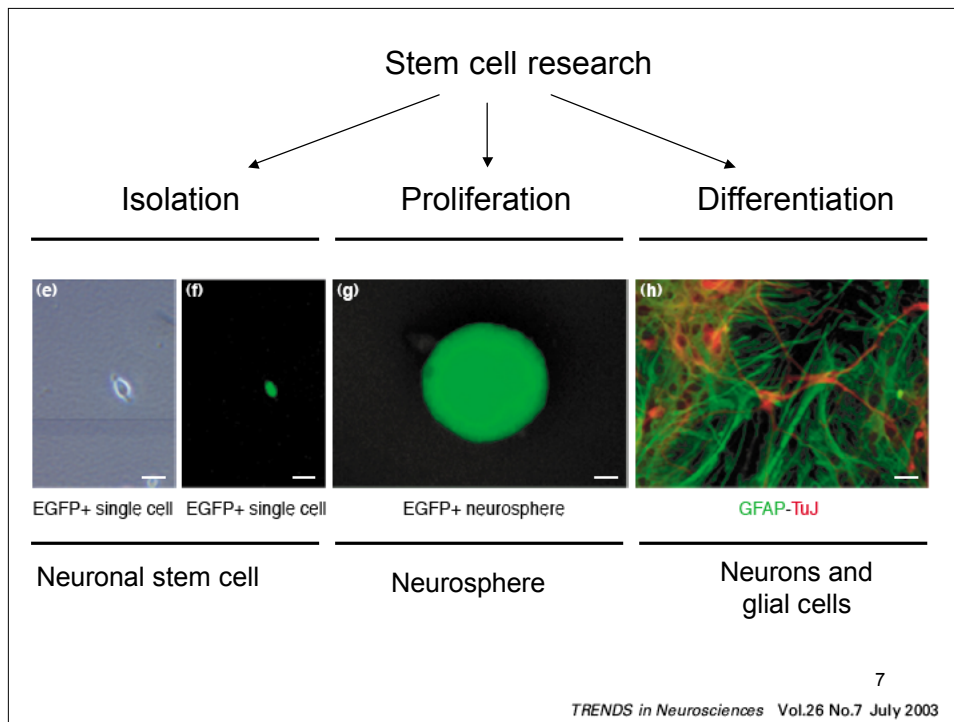 Stem cell research
Isolation Proliferation Differentiation
(e) (f) (g) (h)
EGFP+ single cell EGFP+ single cell EGFP+ neurosphere GFAP-TuJ
Neuronal stem cell Neurosphere Neurons and
glial cells
7
TRENDS in Neurosciences Vol.26 No.7 July 2003